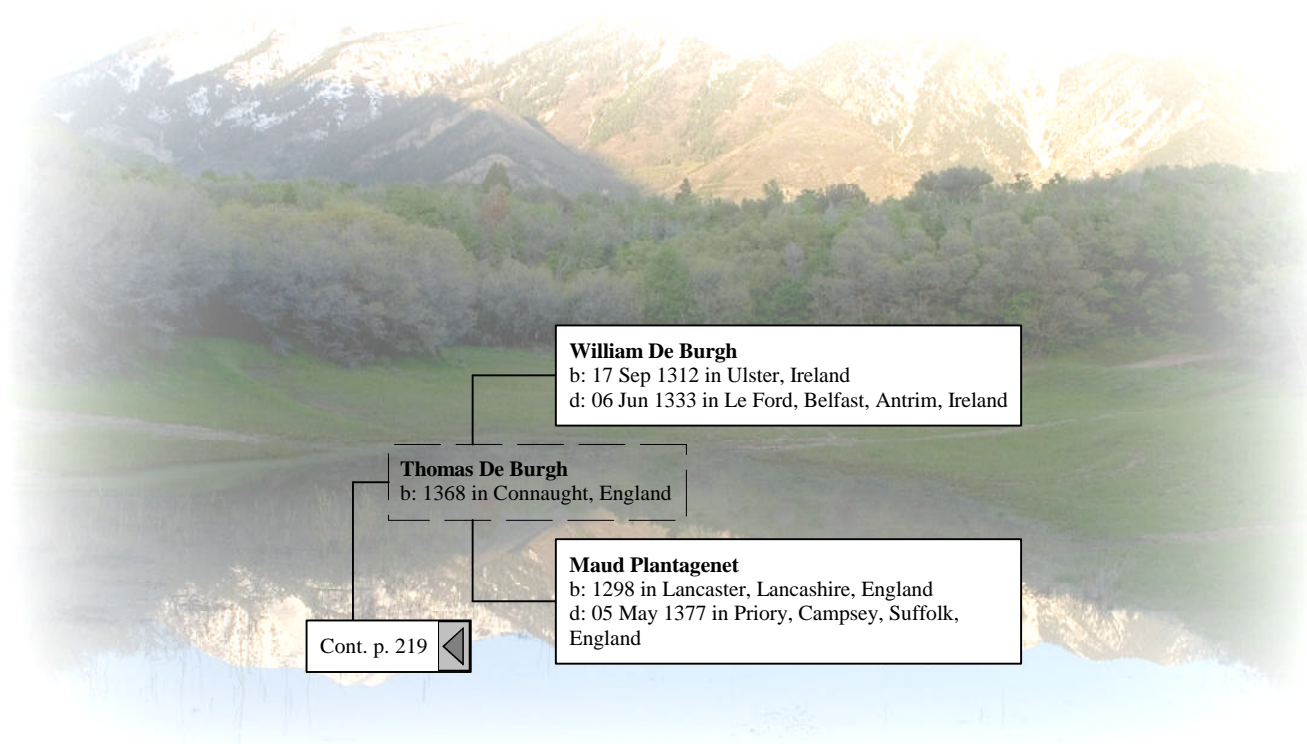 William De Burgh
b: 17 Sep 1312 in Ulster, Ireland
d: 06 Jun 1333 in Le Ford, Belfast, Antrim, Ireland
Thomas De Burgh
b: 1368 in Connaught, England
Maud Plantagenet
b: 1298 in Lancaster, Lancashire, England
d: 05 May 1377 in Priory, Campsey, Suffolk,
England
Cont. p. 219